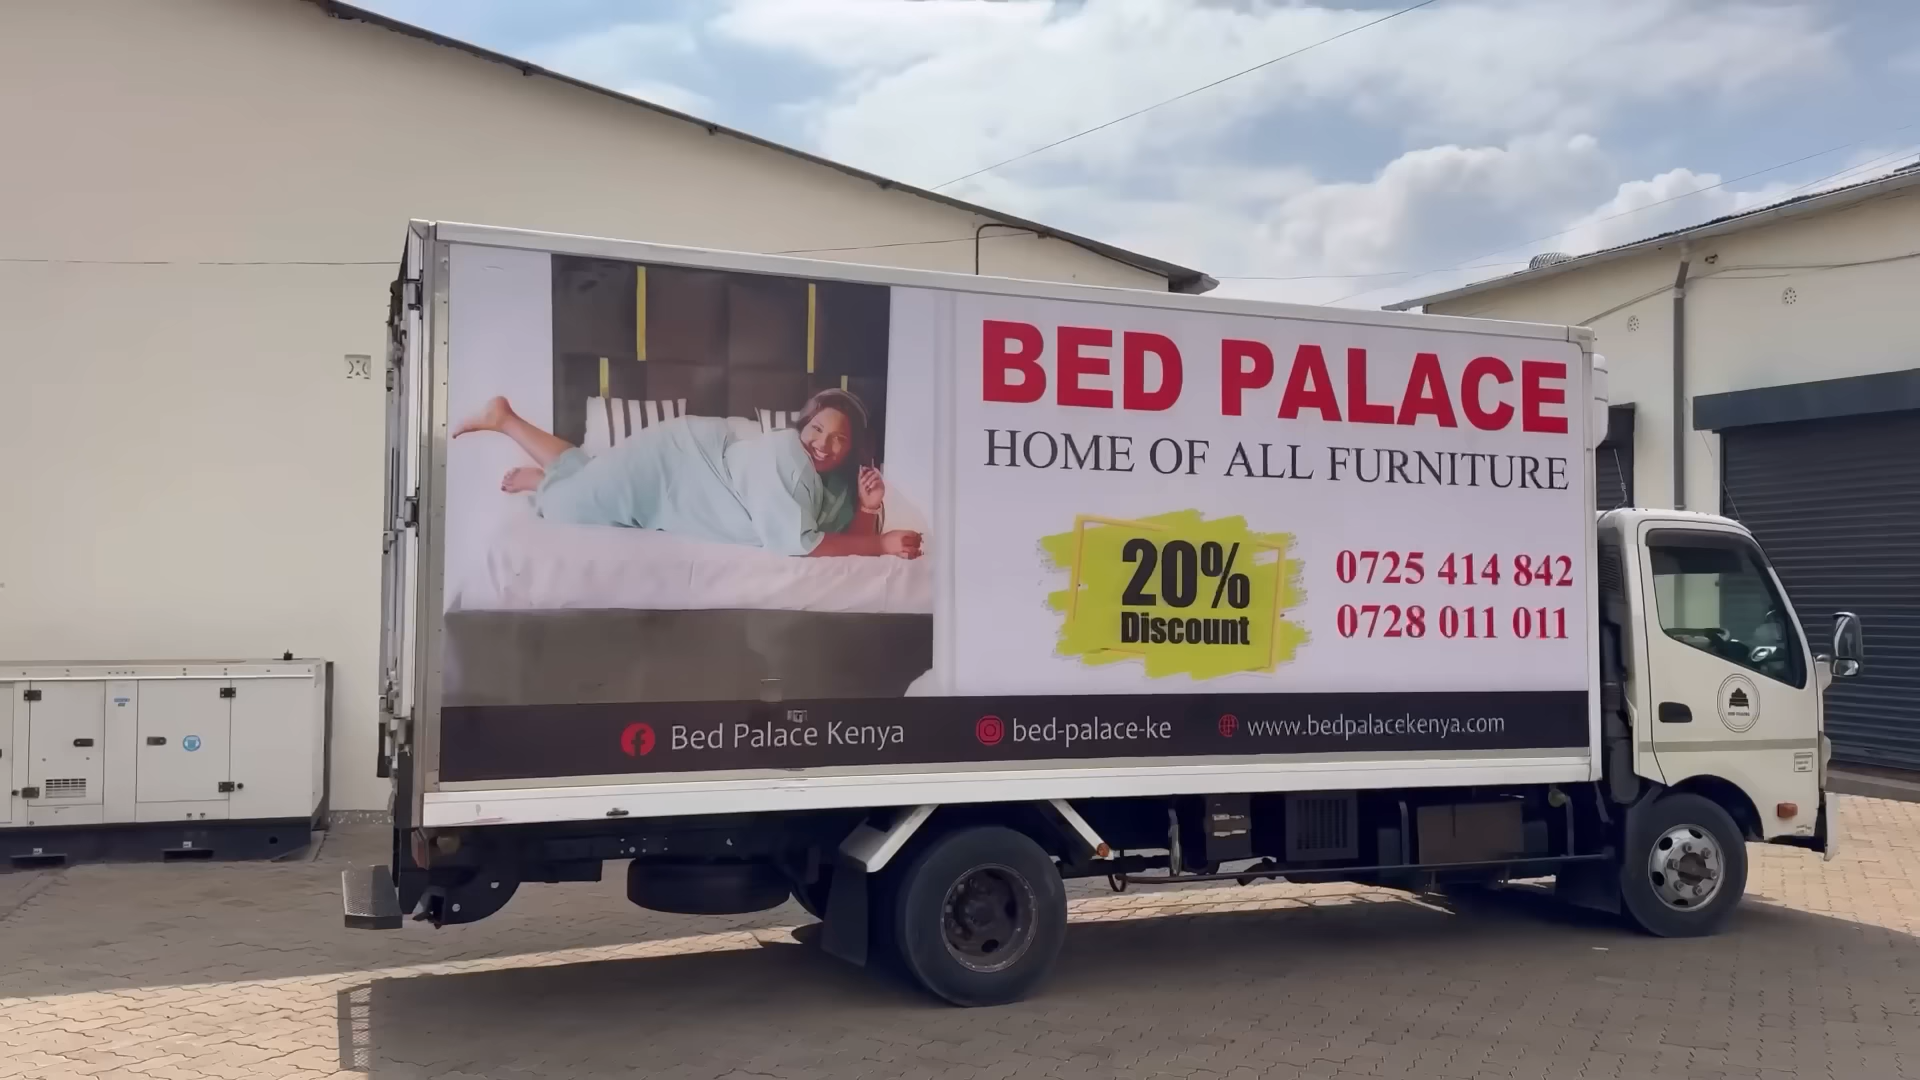 BED PALACE
HOME OF ALL FURNITURE
20%
Discount
0725 414 842
0728 011 011
Bed Palace Kenya
bed-palace-ke
www.bedpalacekenya.com